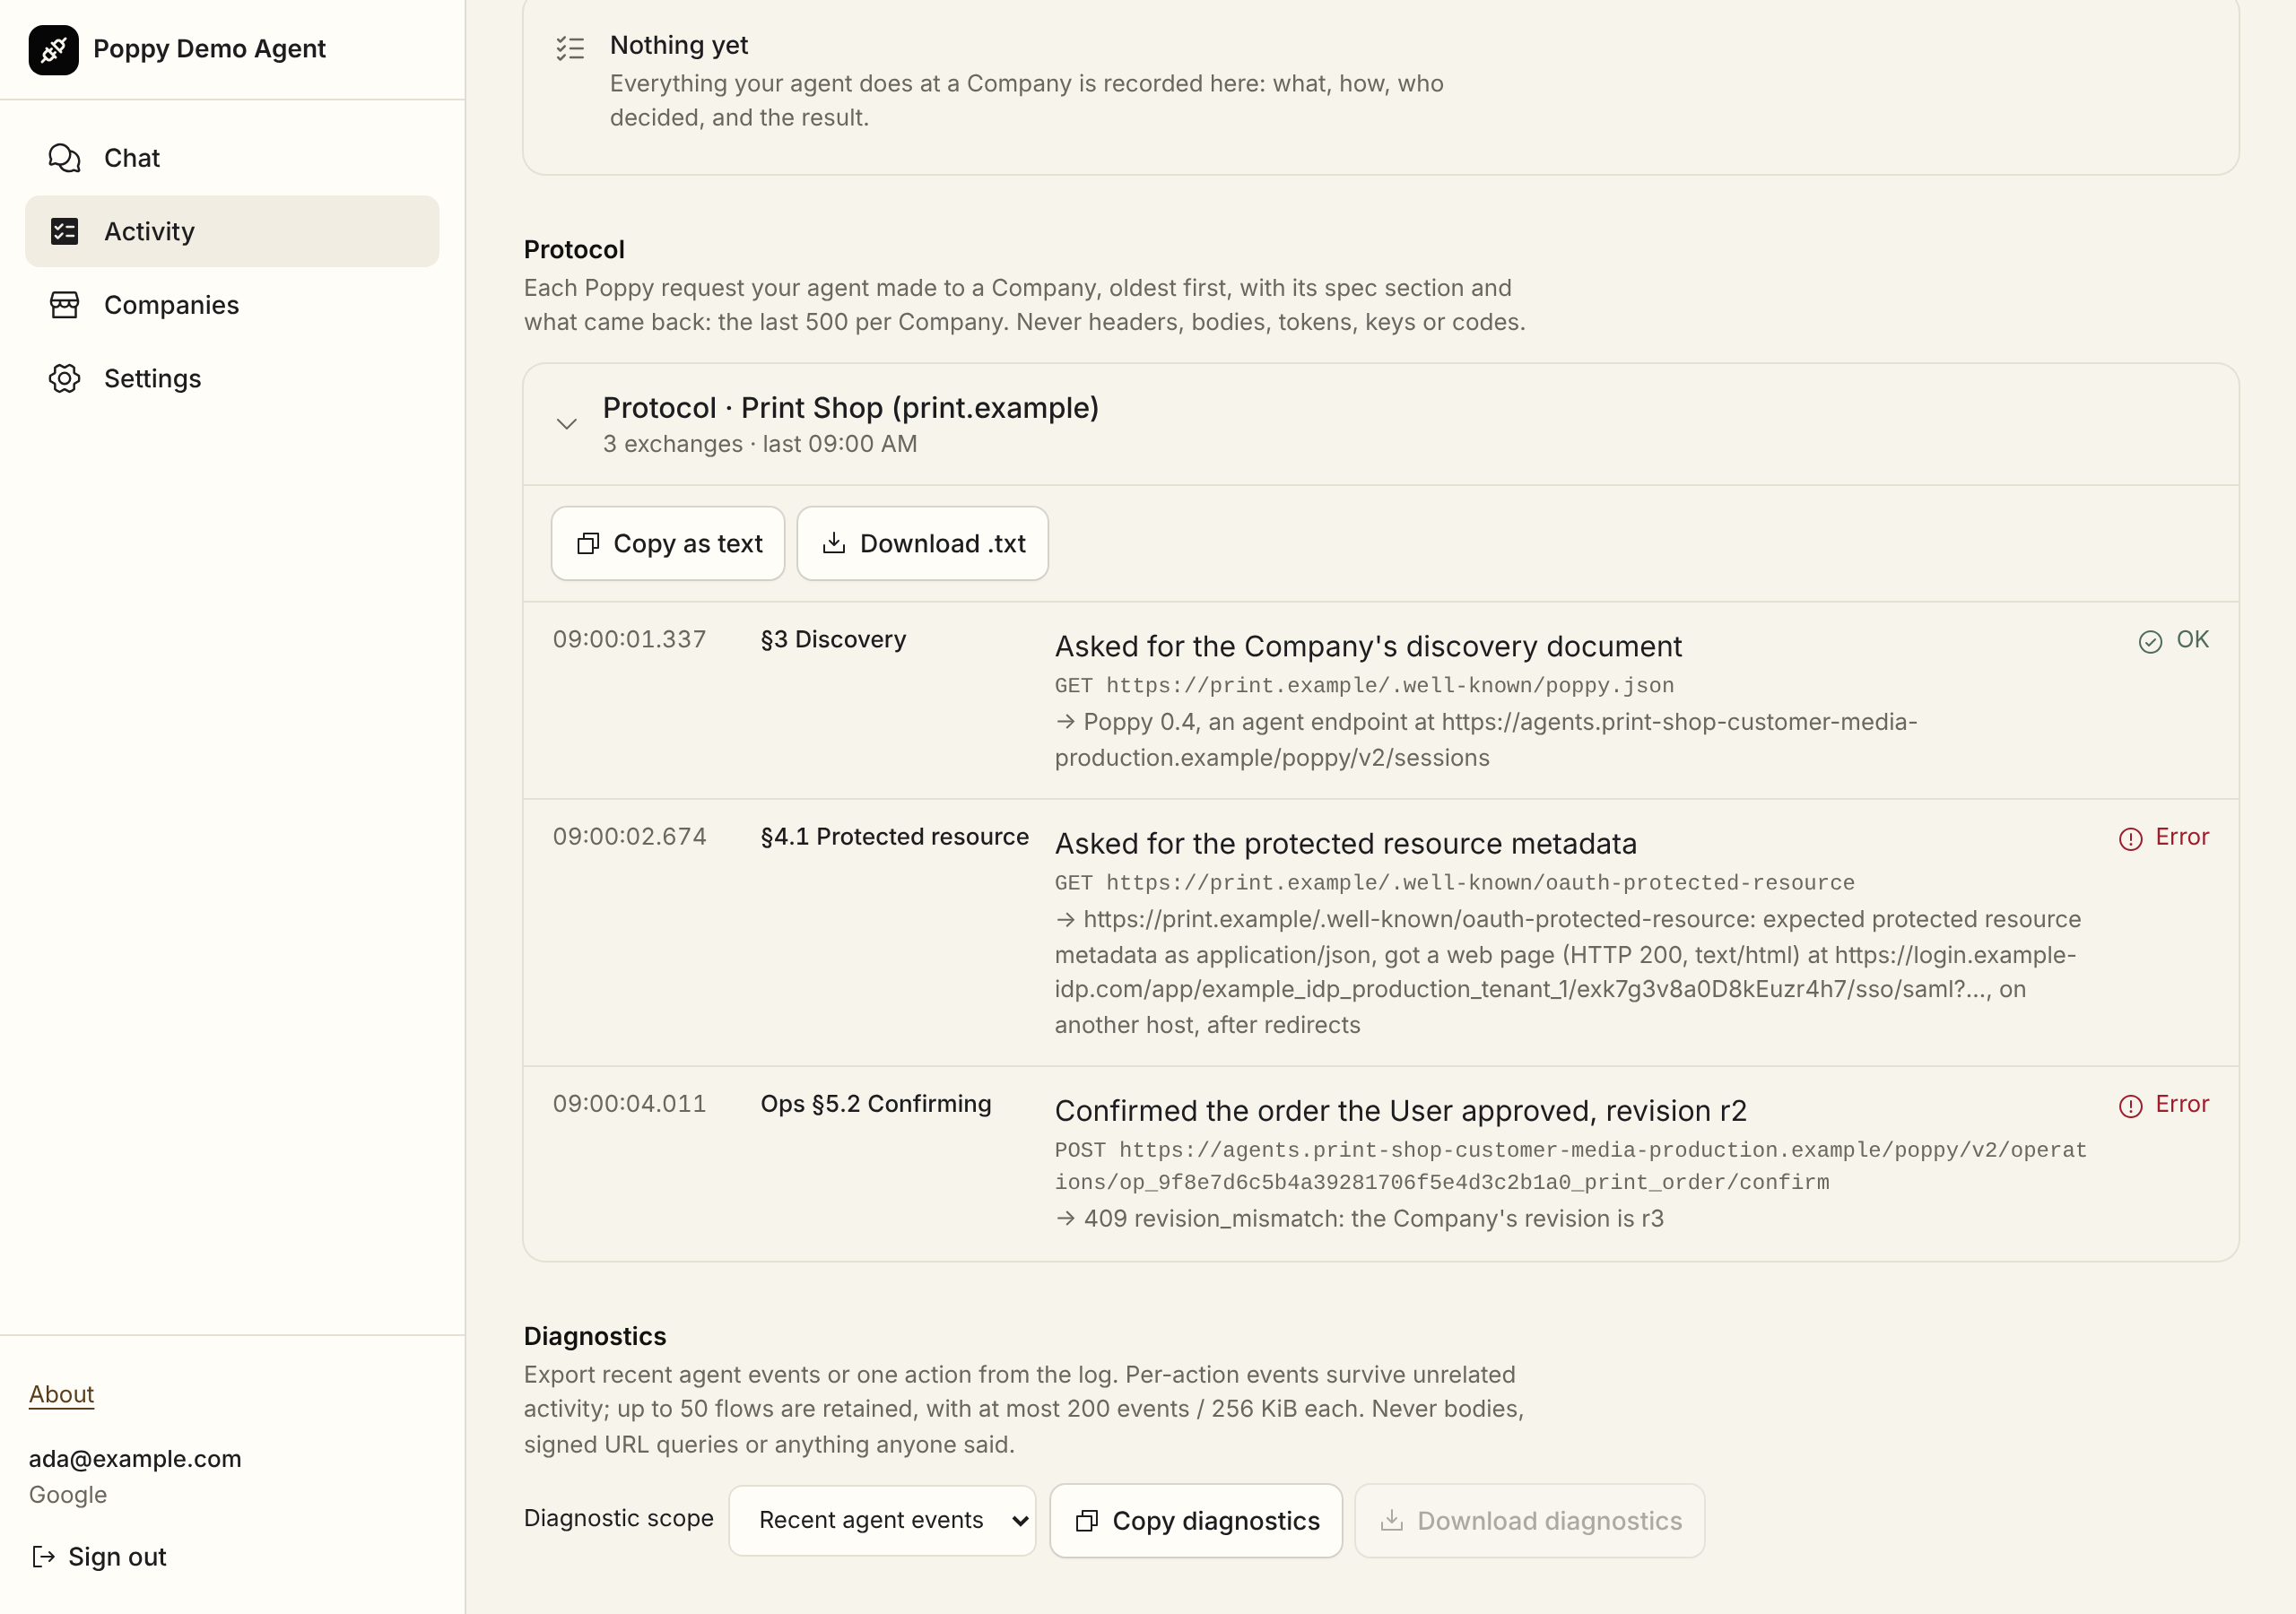 Poppy Demo Agent
Chat
Activity
Companies
Settings
About
ada@example.com
Google
Sign out
Nothing yet
Everything your agent does at a Company is recorded here: what, how, who
decided, and the result.
Protocol
Each Poppy request your agent made to a Company, oldest first, with its spec section and
what came back: the last 500 per Company. Never headers, bodies, tokens, keys or codes.
Protocol · Print Shop (print.example)
3 exchanges · last 09:00 AM
Copy as text
Download .txt
09:00:01.337
§3 Discovery
Asked for the Company's discovery document
OK
GET https://print.example/.well-known/poppy.json
→ Poppy 0.4, an agent endpoint at https://agents.print-shop-customer-media-
production.example/poppy/v2/sessions
09:00:02.674
§4.1 Protected resource
Asked for the protected resource metadata
Error
GET https://print.example/.well-known/oauth-protected-resource
→ https://print.example/.well-known/oauth-protected-resource: expected protected resource
metadata as application/json, got a web page (HTTP 200, text/html) at https://login.example-
idp.com/app/example_idp_production_tenant_1/exk7g3v8a0D8kEuzr4h7/sso/saml?…, on
another host, after redirects
09:00:04.011
Ops §5.2 Confirming
Confirmed the order the User approved, revision r2
Error
POST https://agents.print-shop-customer-media-production.example/poppy/v2/operat
ions/op_9f8e7d6c5b4a39281706f5e4d3c2b1a0_print_order/confirm
→ 409 revision_mismatch: the Company's revision is r3
Diagnostics
Export recent agent events or one action from the log. Per-action events survive unrelated
activity; up to 50 flows are retained, with at most 200 events / 256 KiB each. Never bodies,
signed URL queries or anything anyone said.
Diagnostic scope
Recent agent events
Copy diagnostics
Download diagnostics